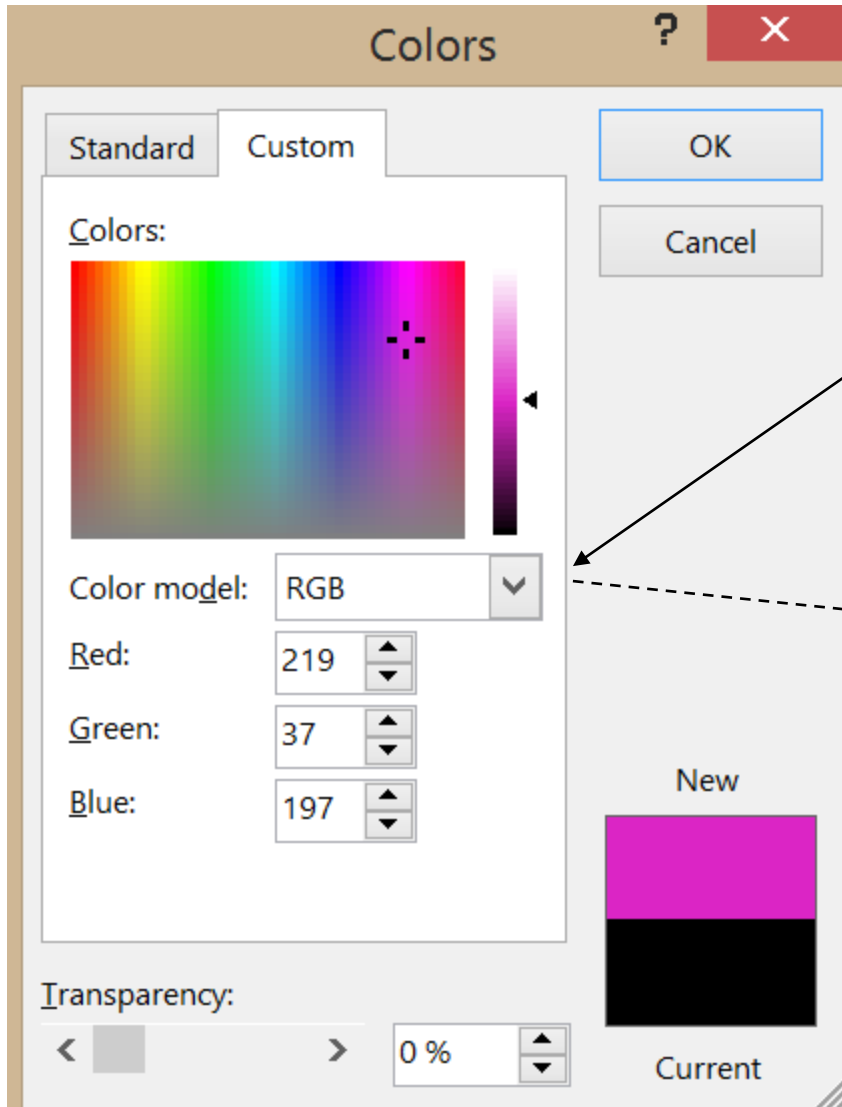 Colors ?
Standard Custom OK
Cancel
Colors:
Color model: RGB
Red: 219
Green: 37
Blue: 197
New
Transparency:
0 %
Current